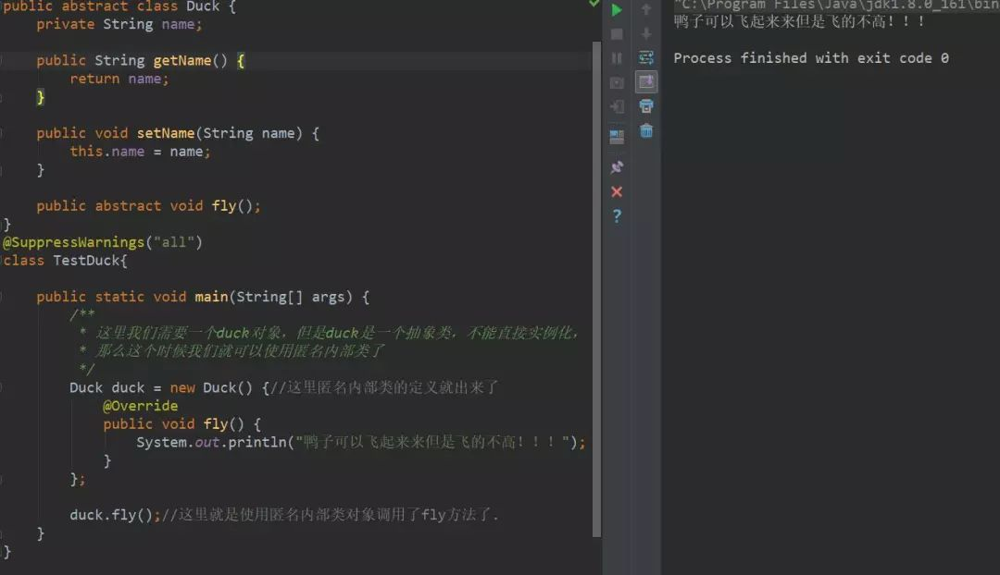 public abstract class Duck {
private String name;
public String getName() {
return name;
}
public void setName(String name) {
this.name = name;
}
public abstract void fly();
}
@SuppressWarnings("all")
class TestDuck{
public static void main(String[] args) {
/**
* 这里我们需要一个duck对象，但是duck是一个抽象类，不能直接实例化，
* 那么这个时候我们就可以使用匿名内部类了
*/
Duck duck = new Duck() {//这里匿名内部类的定义就出来了
@Override
public void fly() {
System.out.println("鸭子可以飞起来来但是飞的不高！！！");
}
};
duck.fly();//这里就是使用匿名内部类对象调用了fly方法了.
}
}
"C:\Program Files\Java\jdk1.8.0_161\bin
鸭子可以飞起来来但是飞的不高！！！
Process finished with exit code 0
?